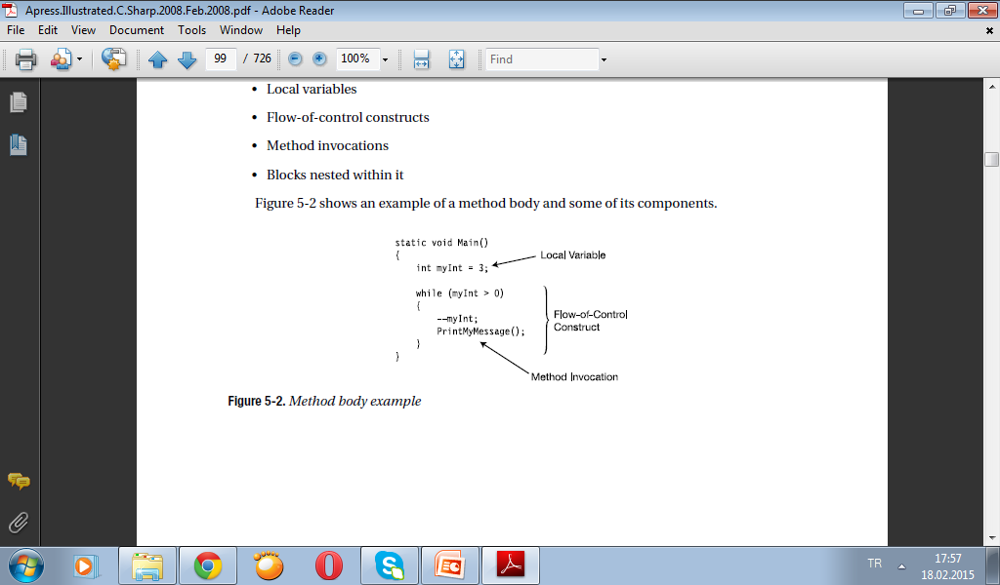 Apress.Illustrated.C.Sharp.2008.Feb.2008.pdf - Adobe Reader
File Edit View Document Tools Window Help
99 / 726 100% Find
• Local variables
• Flow-of-control constructs
• Method invocations
• Blocks nested within it
Figure 5-2 shows an example of a method body and some of its components.
static void Main()
{
int myInt = 3;
Local Variable
while (myInt > 0)
{
--myInt;
PrintMyMessage();
}
}
Flow-of-Control
Construct
Method Invocation
Figure 5-2. Method body example
TR
17:57
18.02.2015